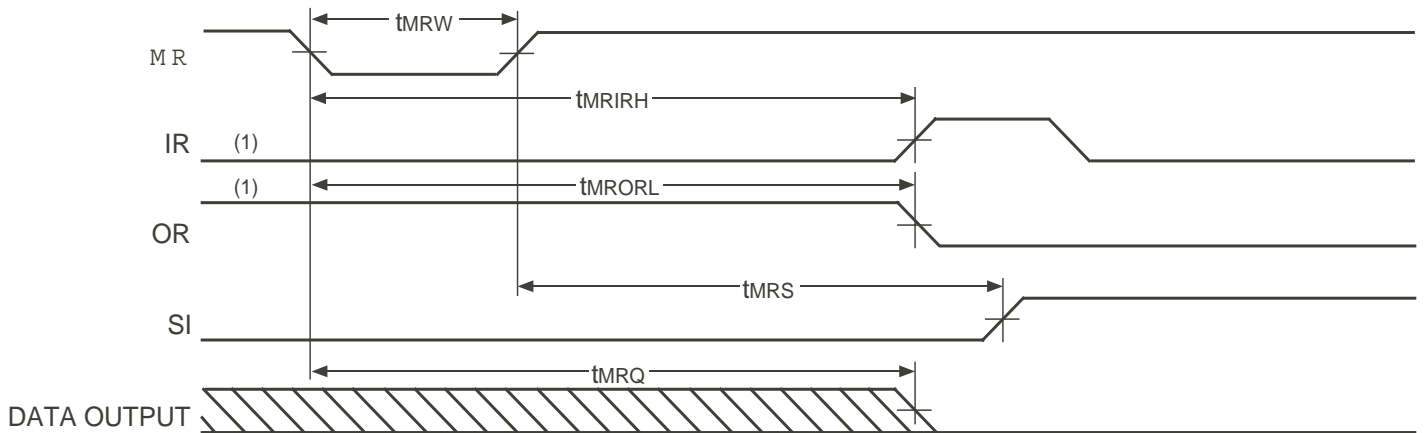 tMRW
MR
tMRIRH
IR (1)
(1) tMRORL
OR
tMRS
SI
tMRQ
DATA OUTPUT